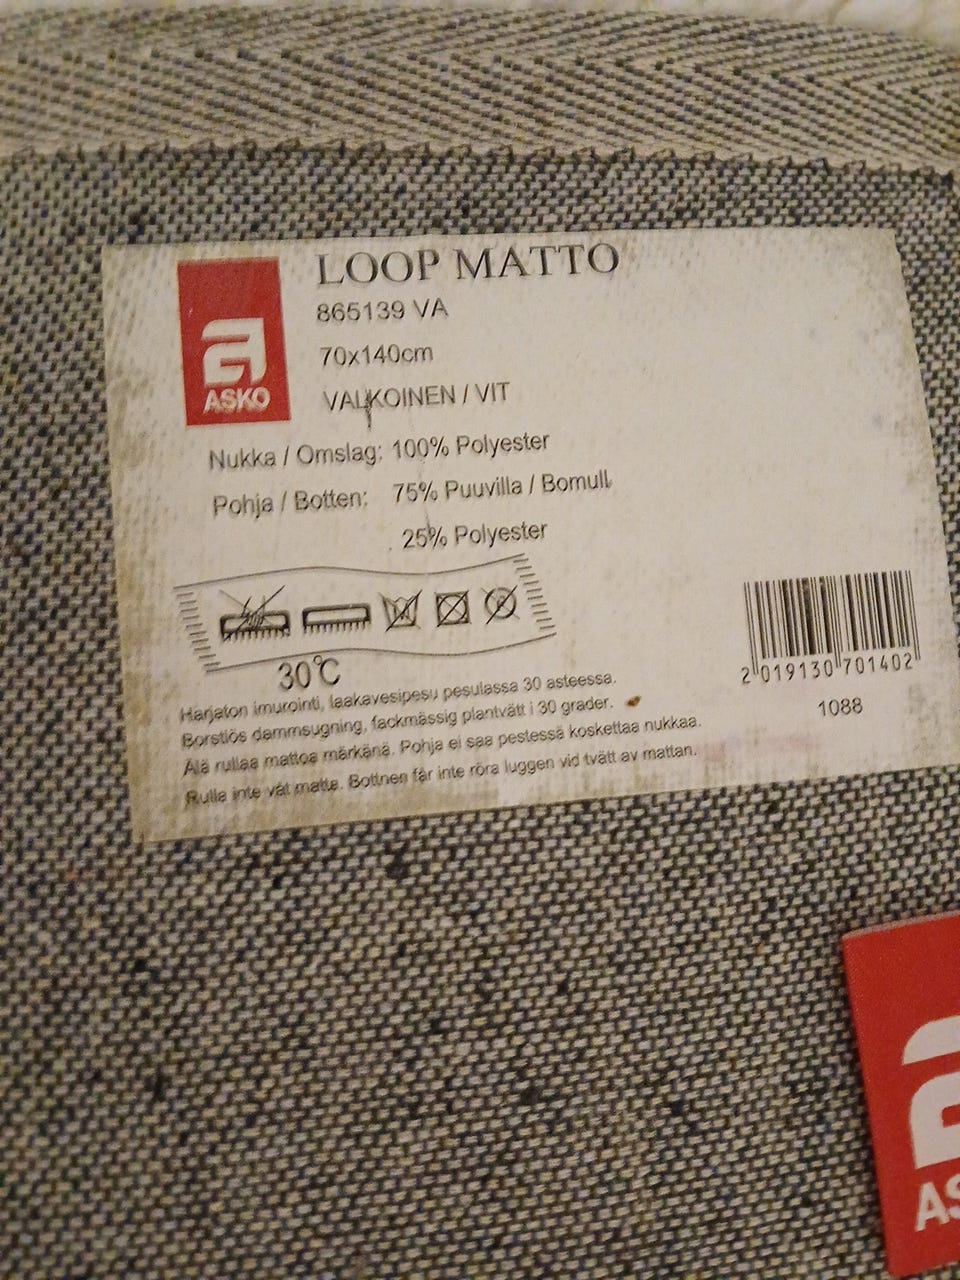 LOOP MATTO
865139 VA
70x140cm
VALKOINEN / VIT
ASKO
Nukka / Omslag: 100% Polyester
Pohja / Botten: 75% Puuvilla / Bomull
25% Polyester
30℃
Harjaton imurointi, laakavesipesu pesulassa 30 asteessa.
Borstlös dammsugning, fackmässig plantvätt i 30 grader.
Älä rullaa mattoa märkänä. Pohja ei saa pestessä koskettaa nukkaa.
Rulla inte våt matta. Bottnen får inte röra luggen vid tvätt av mattan.
2 019130 701402
1088
ASK